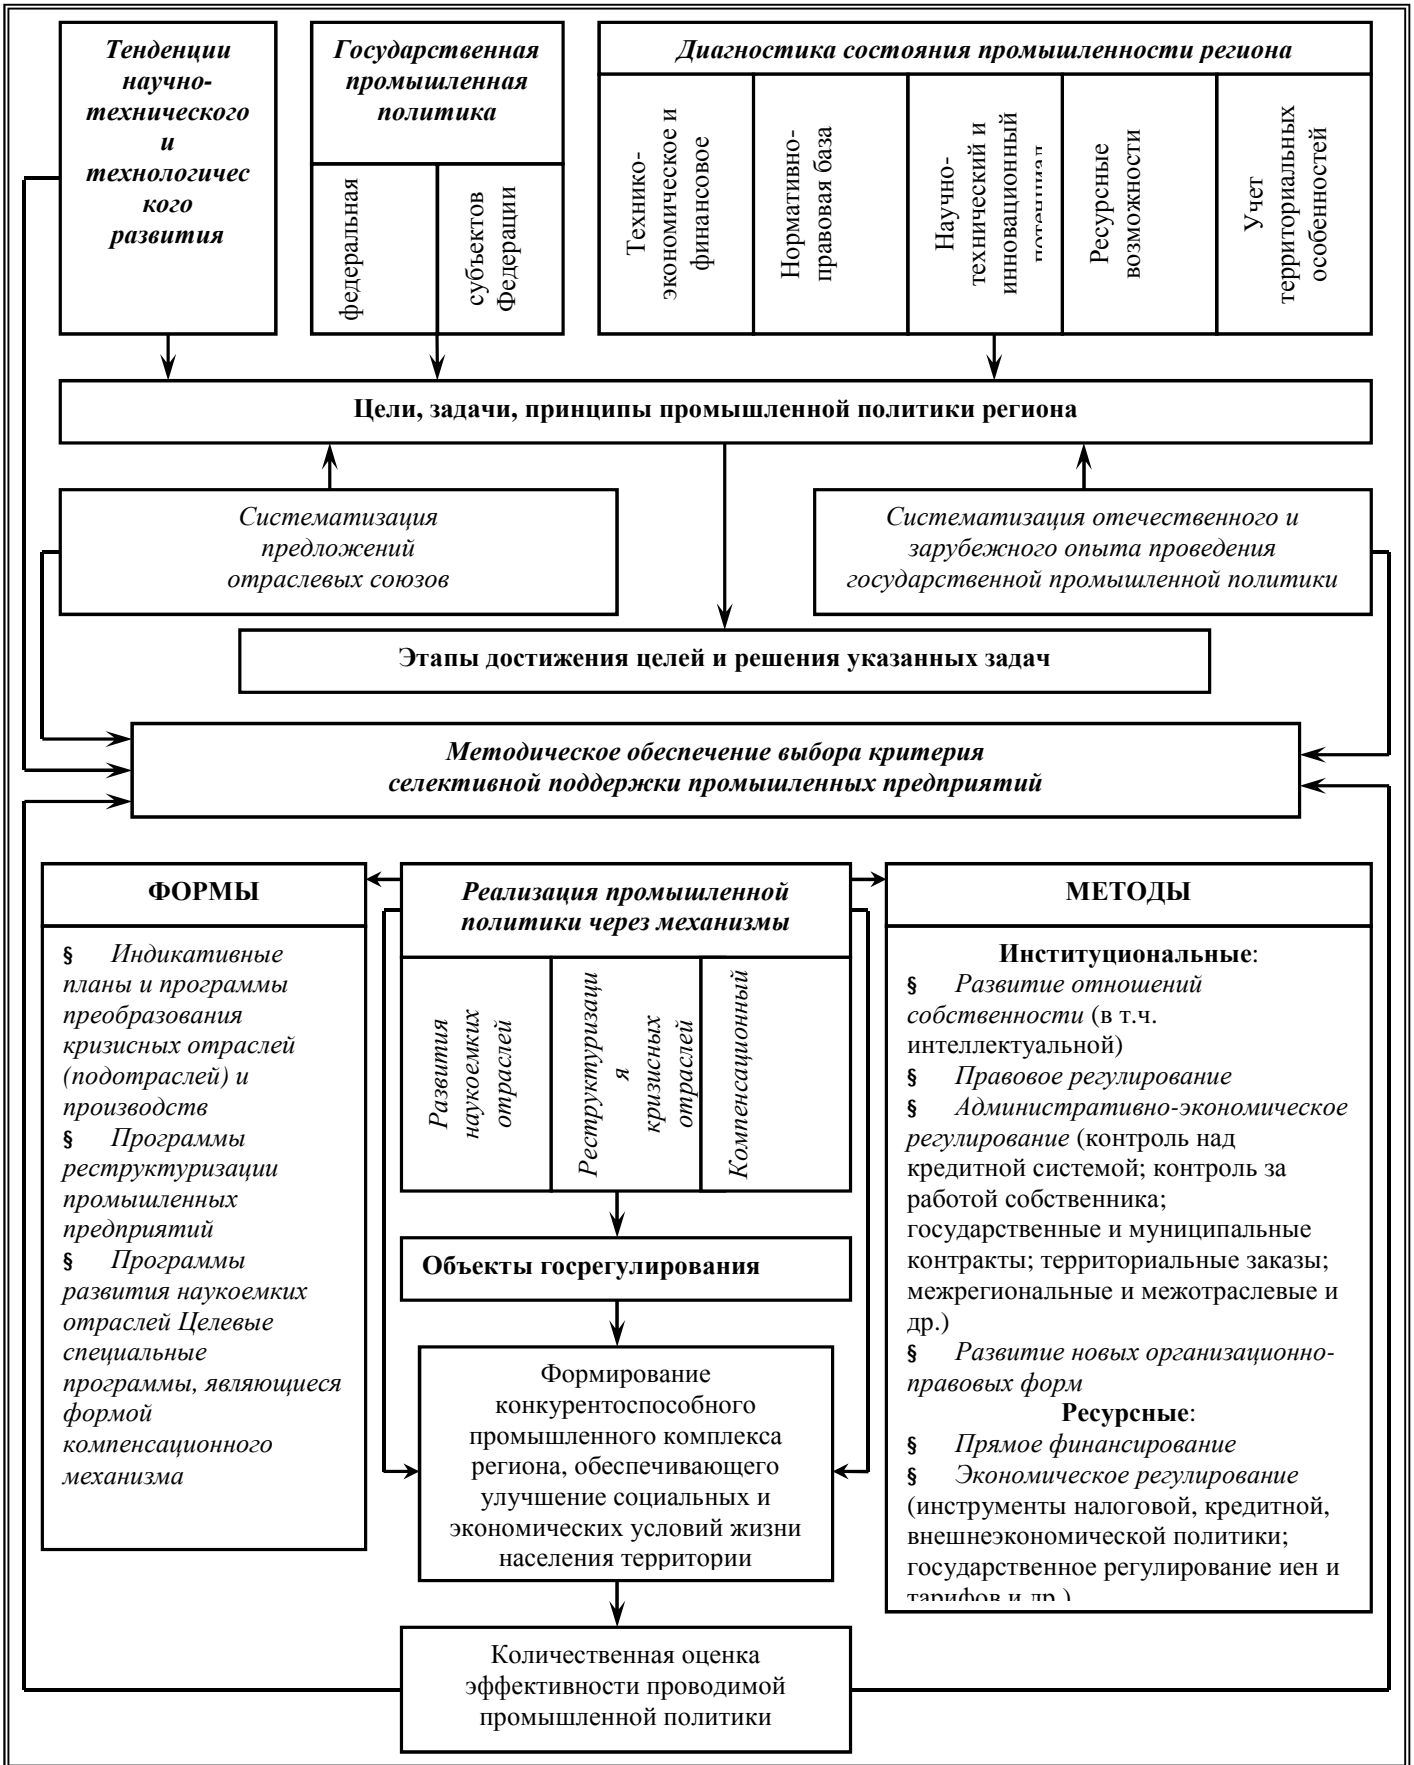 Тенденции
научно-
технического
и
технологичес
кого
развития
Государственная
промышленная
политика
федеральная
субъектов
Федерации
Диагностика состояния промышленности региона
Технико-
экономическое и
финансовое
Нормативно-
правовая база
Научно-
технический и
инновационный
потенциал
Ресурсные
возможности
Учет
территориальных
особенностей
Цели, задачи, принципы промышленной политики региона
Систематизация
предложений
отраслевых союзов
Систематизация отечественного и
зарубежного опыта проведения
государственной промышленной политики
Этапы достижения целей и решения указанных задач
Методическое обеспечение выбора критерия
селективной поддержки промышленных предприятий
ФОРМЫ
§ Индикативные
планы и программы
преобразования
кризисных отраслей
(подотраслей) и
производств
§ Программы
реструктуризации
промышленных
предприятий
§ Программы
развития наукоемких
отраслей Целевые
специальные
программы, являющиеся
формой
компенсационного
механизма
Реализация промышленной
политики через механизмы
Развития
наукоемких
отраслей
Реструктуризаци
я
кризисных
отраслей
Компенсационный
Объекты госрегулирования
Формирование
конкурентоспособного
промышленного комплекса
региона, обеспечивающего
улучшение социальных и
экономических условий жизни
населения территории
Количественная оценка
эффективности проводимой
промышленной политики
МЕТОДЫ
Институциональные:
§ Развитие отношений
собственности (в т.ч.
интеллектуальной)
§ Правовое регулирование
§ Административно-экономическое
регулирование (контроль над
кредитной системой; контроль за
работой собственника;
государственные и муниципальные
контракты; территориальные заказы;
межрегиональные и межотраслевые и
др.)
§ Развитие новых организационно-
правовых форм
Ресурсные:
§ Прямое финансирование
§ Экономическое регулирование
(инструменты налоговой, кредитной,
внешнеэкономической политики;
государственное регулирование иен и
тарифов и др.)